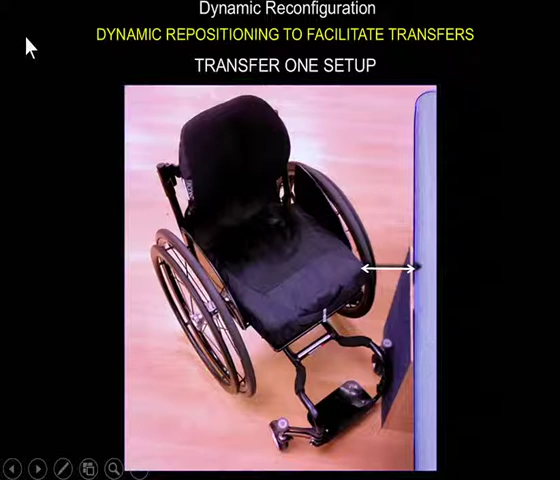 Dynamic Reconfiguration
DYNAMIC REPOSITIONING TO FACILITATE TRANSFERS
TRANSFER ONE SETUP